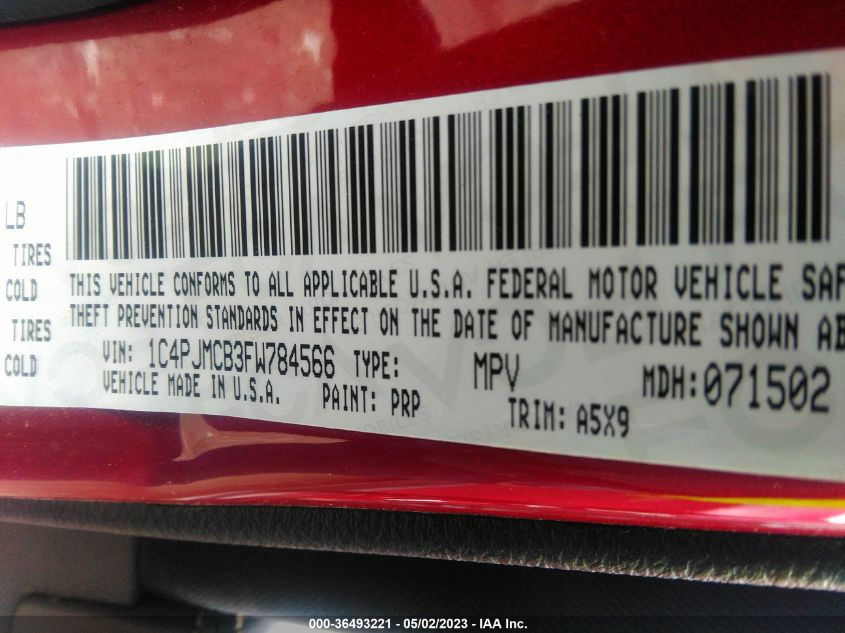 LB
TIRES
COLD
TIRES
COLD
THIS VEHICLE CONFORMS TO ALL APPLICABLE U.S.A. FEDERAL MOTOR VEHICLE SAF
THEFT PREVENTION STANDARDS IN EFFECT ON THE DATE OF MANUFACTURE SHOWN AB
VIN: 1C4PJMCB3FW784566 TYPE: MPV MDH:071502
VEHICLE MADE IN U.S.A. PAINT: PRP TRIM: A5X9
000-36493221 - 05/02/2023 - IAA Inc.